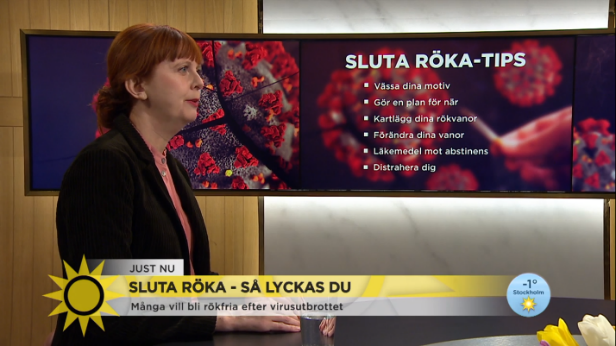 SLUTA RÖKA-TIPS
Vässa dina motiv
Gör en plan för när
Kartlägg dina rökvanor
Förändra dina vanor
Läkemedel mot abstinens
Distrahera dig
JUST NU
SLUTA RÖKA - SÅ LYCKAS DU
Många vill bli rökfria efter virusutbrottet
-1°
Stockholm